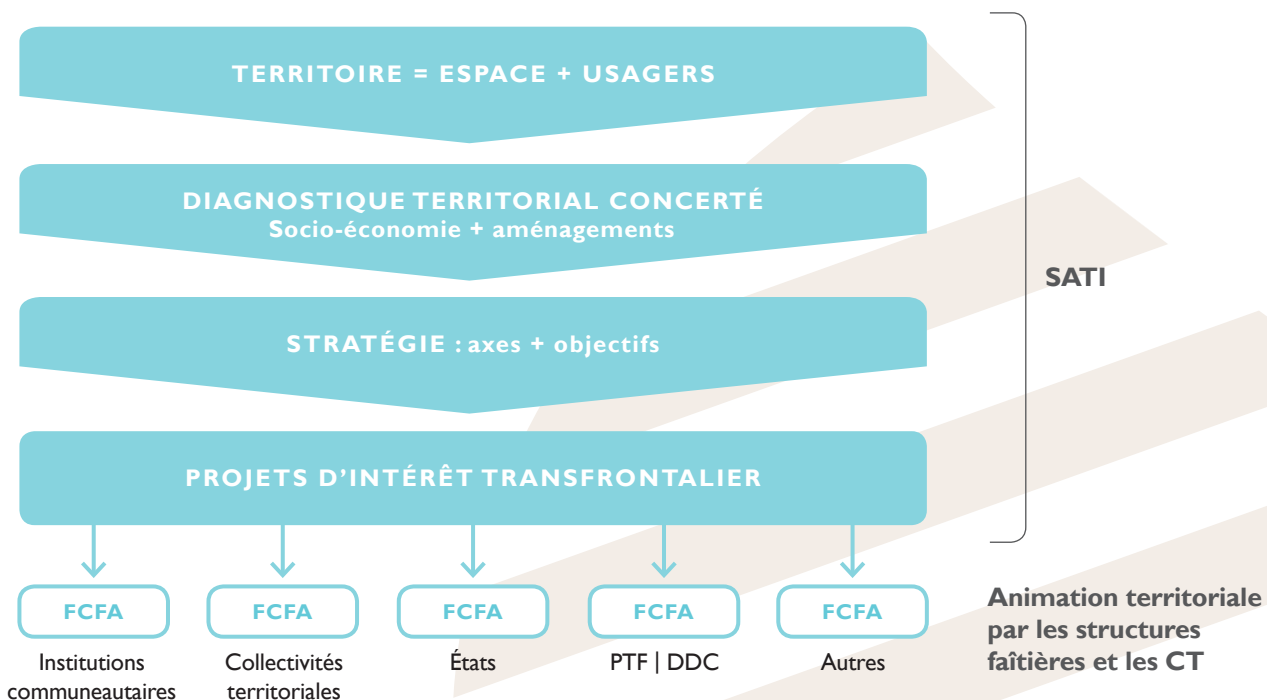 TERRITOIRE = ESPACE + USAGERS
DIAGNOSTIQUE TERRITORIAL CONCERTÉ
Socio-économie + aménagements
STRATÉGIE : axes + objectifs
PROJETS D'INTÉRÊT TRANSFRONTALIER
SATI
FCFA
FCFA
FCFA
FCFA
FCFA
Institutions
communeautaires
Collectivités
territoriales
États
PTF | DDC
Autres
Animation territoriale
par les structures
faîtières et les CT